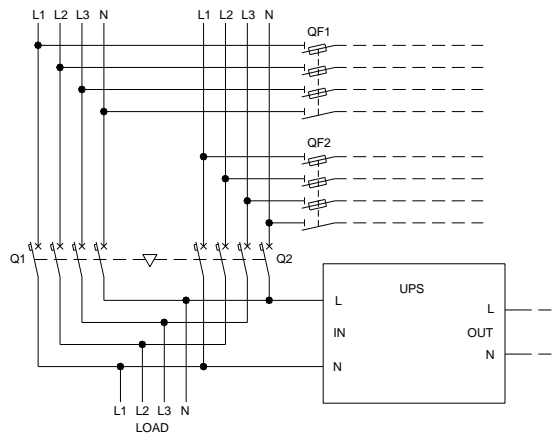 L1 L2 L3 N L1 L2 L3 N
QF1
QF2
Q1 Q2
UPS
L L
IN OUT
N N
L1 L2 L3 N
LOAD